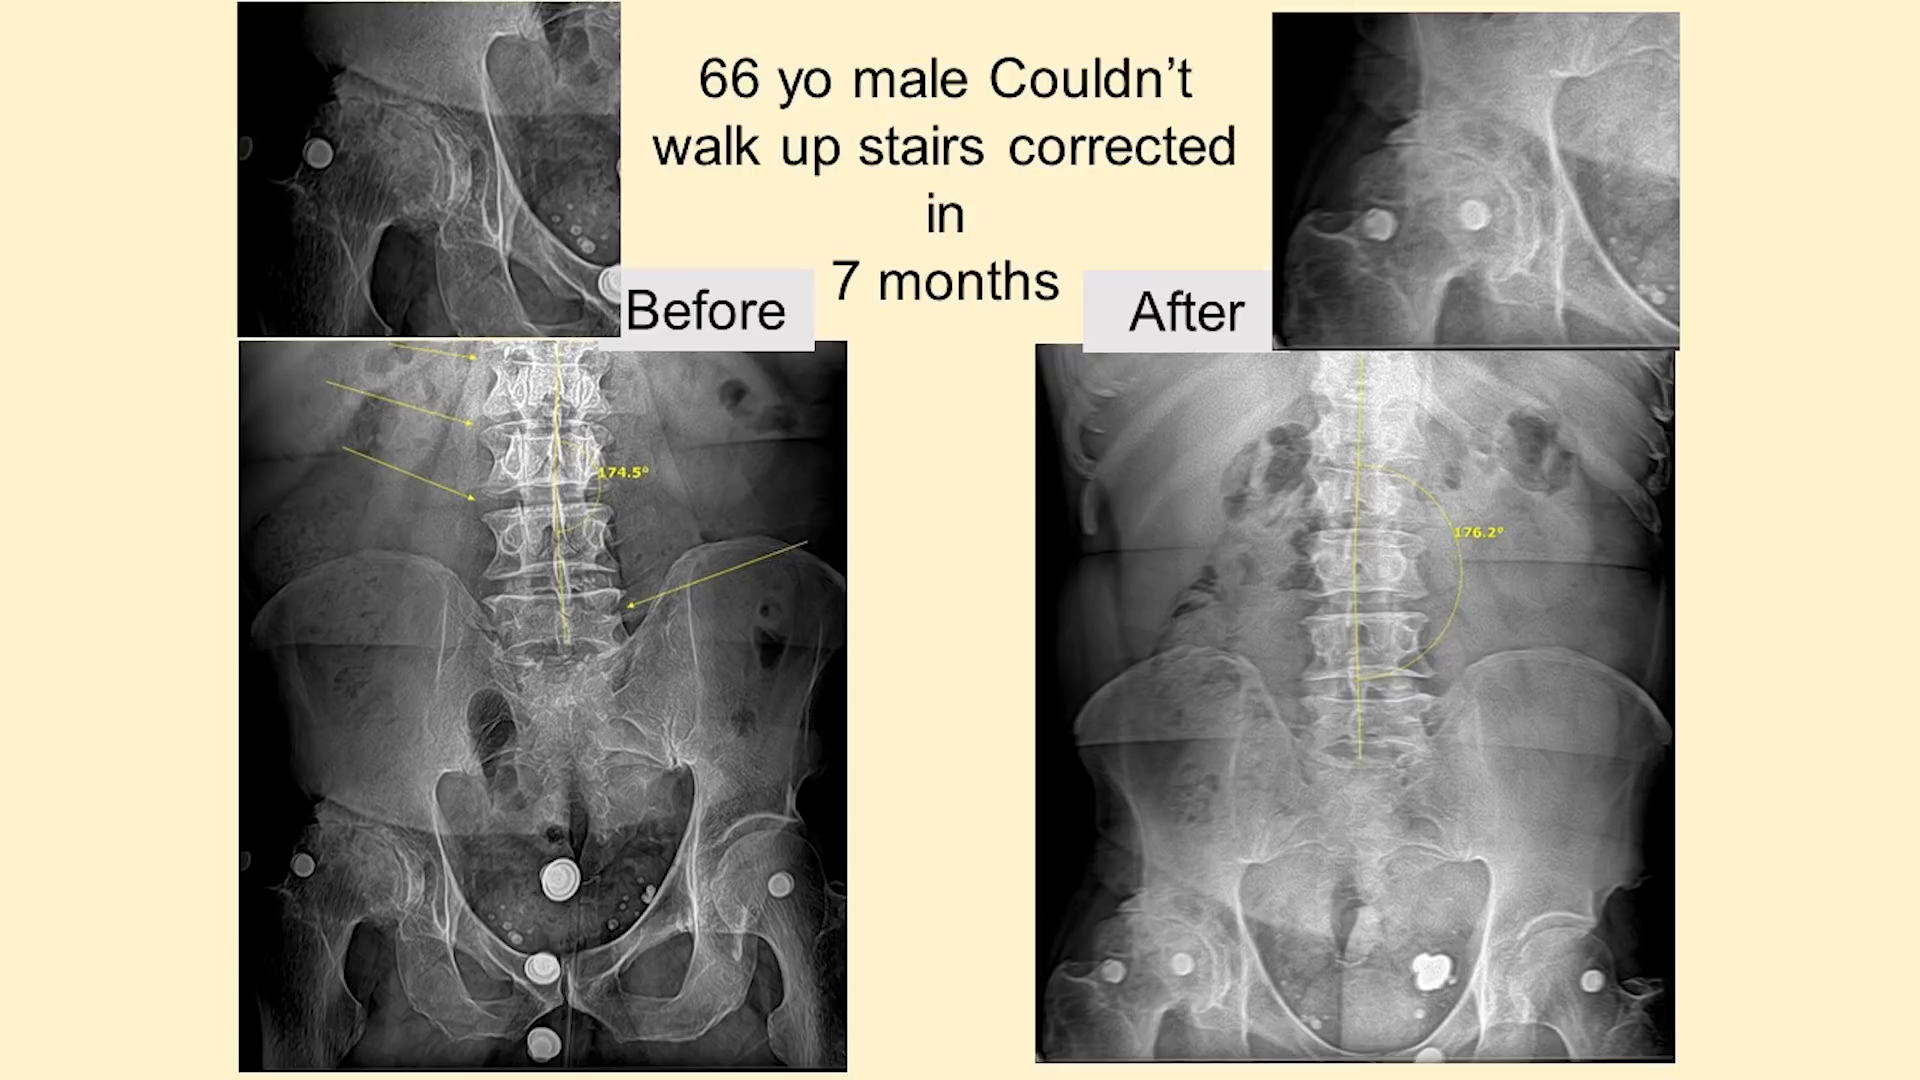 66 yo male Couldn’t
walk up stairs corrected
in
7 months
Before
After
174.5°
176.2°